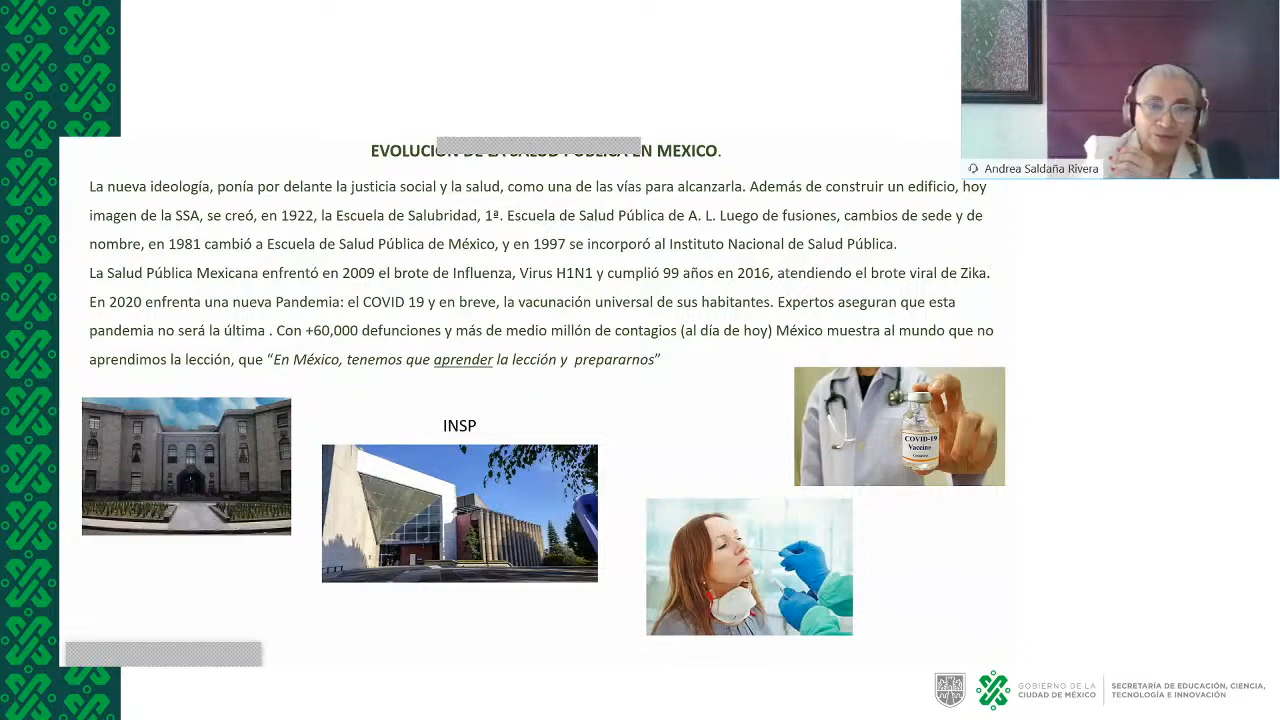 EVOLUCIÓN DE LA SALUD PÚBLICA EN MEXICO.
La nueva ideología, ponía por delante la justicia social y la salud, como una de las vías para alcanzarla. Además de construir un edificio, hoy
imagen de la SSA, se creó, en 1922, la Escuela de Salubridad, 1ª. Escuela de Salud Pública de A. L. Luego de fusiones, cambios de sede y de
nombre, en 1981 cambió a Escuela de Salud Pública de México, y en 1997 se incorporó al Instituto Nacional de Salud Pública.
La Salud Pública Mexicana enfrentó en 2009 el brote de Influenza, Virus H1N1 y cumplió 99 años en 2016, atendiendo el brote viral de Zika.
En 2020 enfrenta una nueva Pandemia: el COVID 19 y en breve, la vacunación universal de sus habitantes. Expertos aseguran que esta
pandemia no será la última . Con +60,000 defunciones y más de medio millón de contagios (al día de hoy) México muestra al mundo que no
aprendimos la lección, que “En México, tenemos que aprender la lección y prepararnos”
INSP
COVID-19
Vaccine
Andrea Saldaña Rivera
GOBIERNO DE LA
CIUDAD DE MÉXICO
SECRETARÍA DE EDUCACIÓN, CIENCIA,
TECNOLOGÍA E INNOVACIÓN